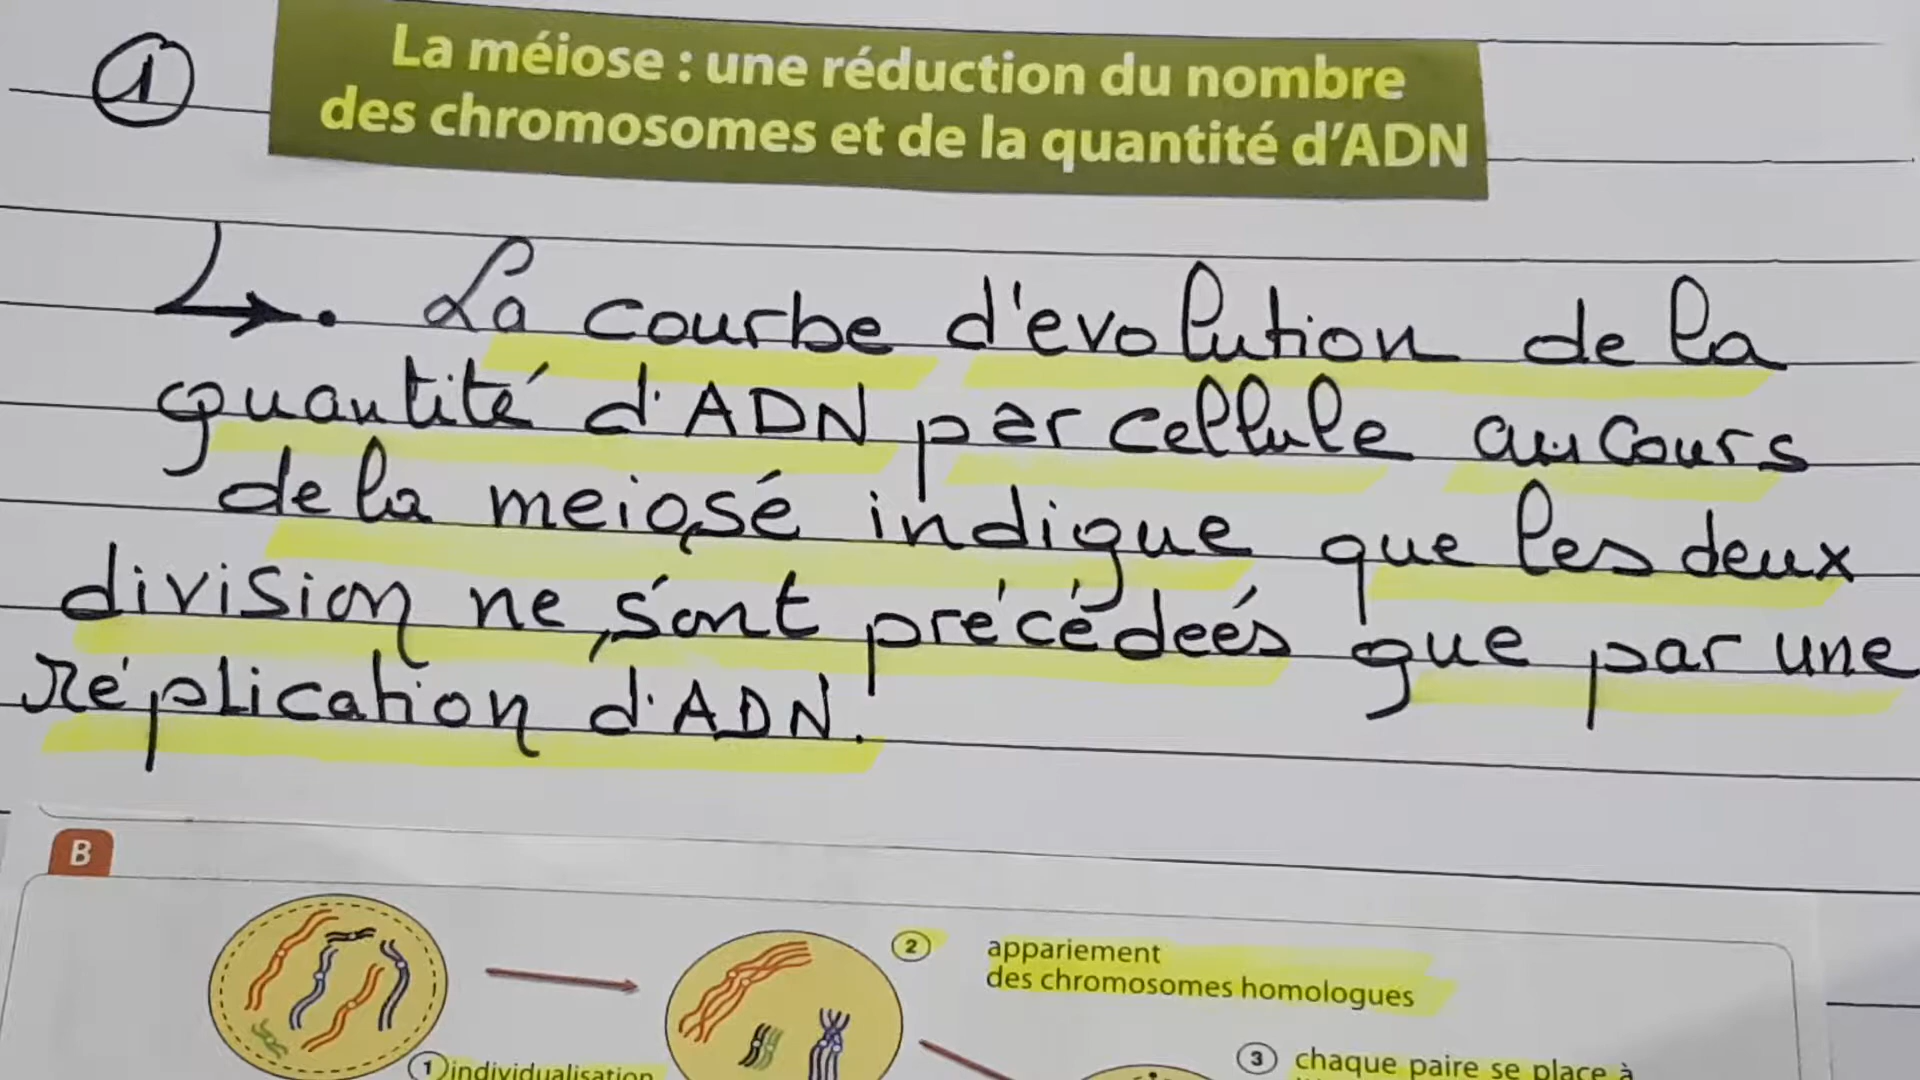 1
La méiose : une réduction du nombre
des chromosomes et de la quantité d'ADN
La courbe d'evolution de la
quantité d'ADN par cellule au cours
de la meiosé indique que les deux
division ne sont précédeés que par une
Réplication d'ADN.
B
2 appariement
des chromosomes homologues
1 individualisation
3 chaque paire se place à